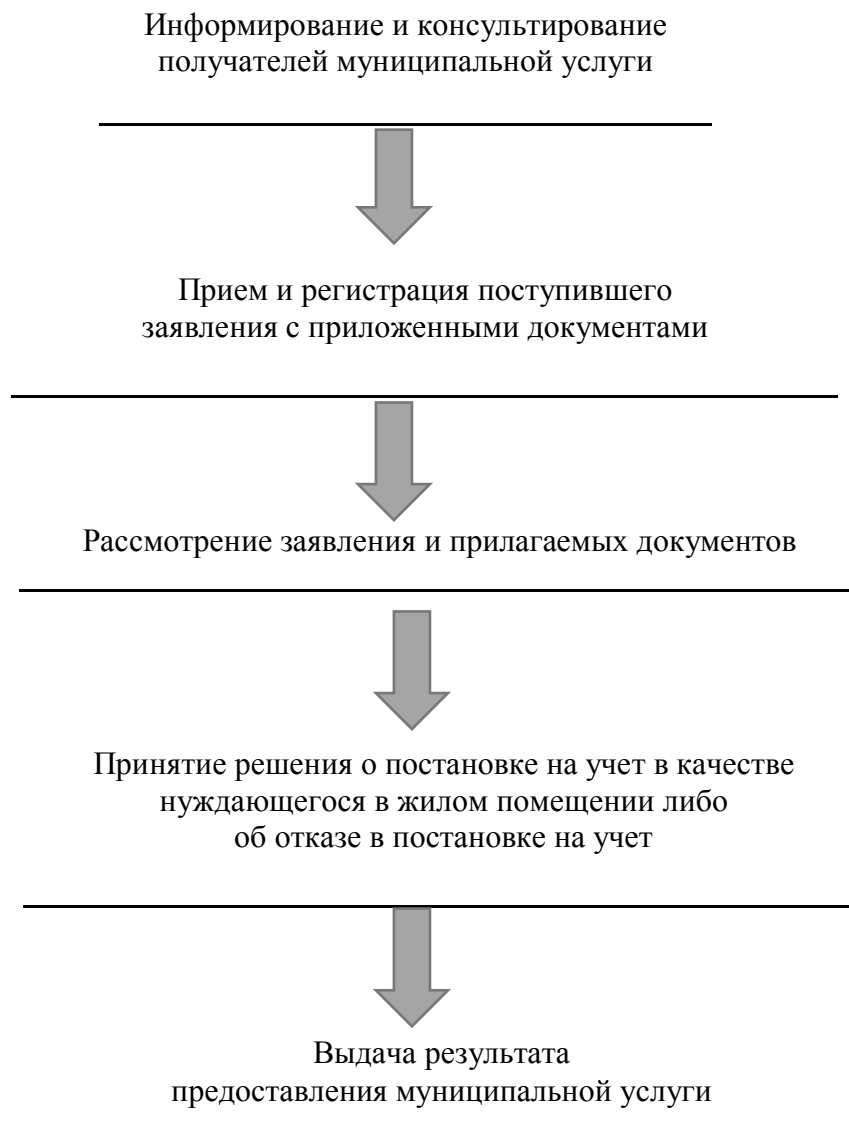 Информирование и консультирование
получателей муниципальной услуги
Прием и регистрация поступившего
заявления с приложенными документами
Рассмотрение заявления и прилагаемых документов
Принятие решения о постановке на учет в качестве
нуждающегося в жилом помещении либо
об отказе в постановке на учет
Выдача результата
предоставления муниципальной услуги